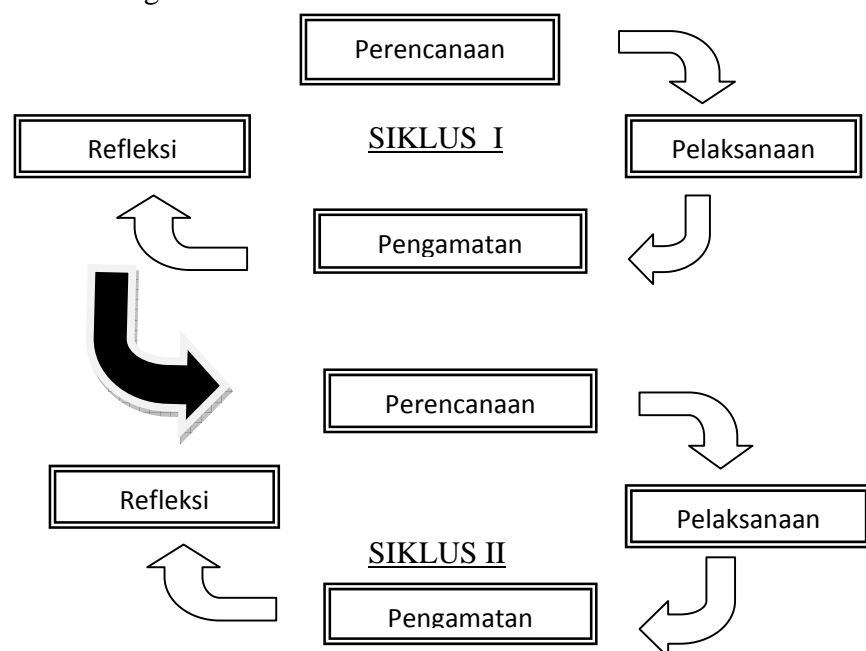 Perencanaan
SIKLUS I
Refleksi
Pelaksanaan
Pengamatan
Perencanaan
Refleksi
Pelaksanaan
SIKLUS II
Pengamatan